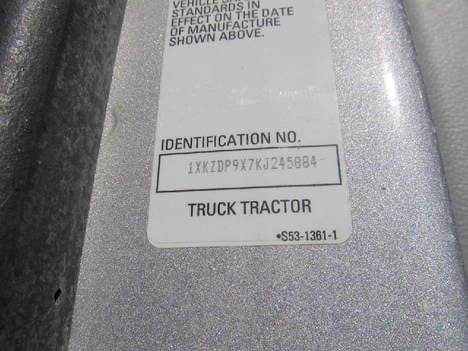 VEHICLE S
STANDARDS IN
EFFECT ON THE DATE
OF MANUFACTURE
SHOWN ABOVE.
IDENTIFICATION NO.
1XKZDP9X7KJ245884
TRUCK TRACTOR
•S53-1361-1